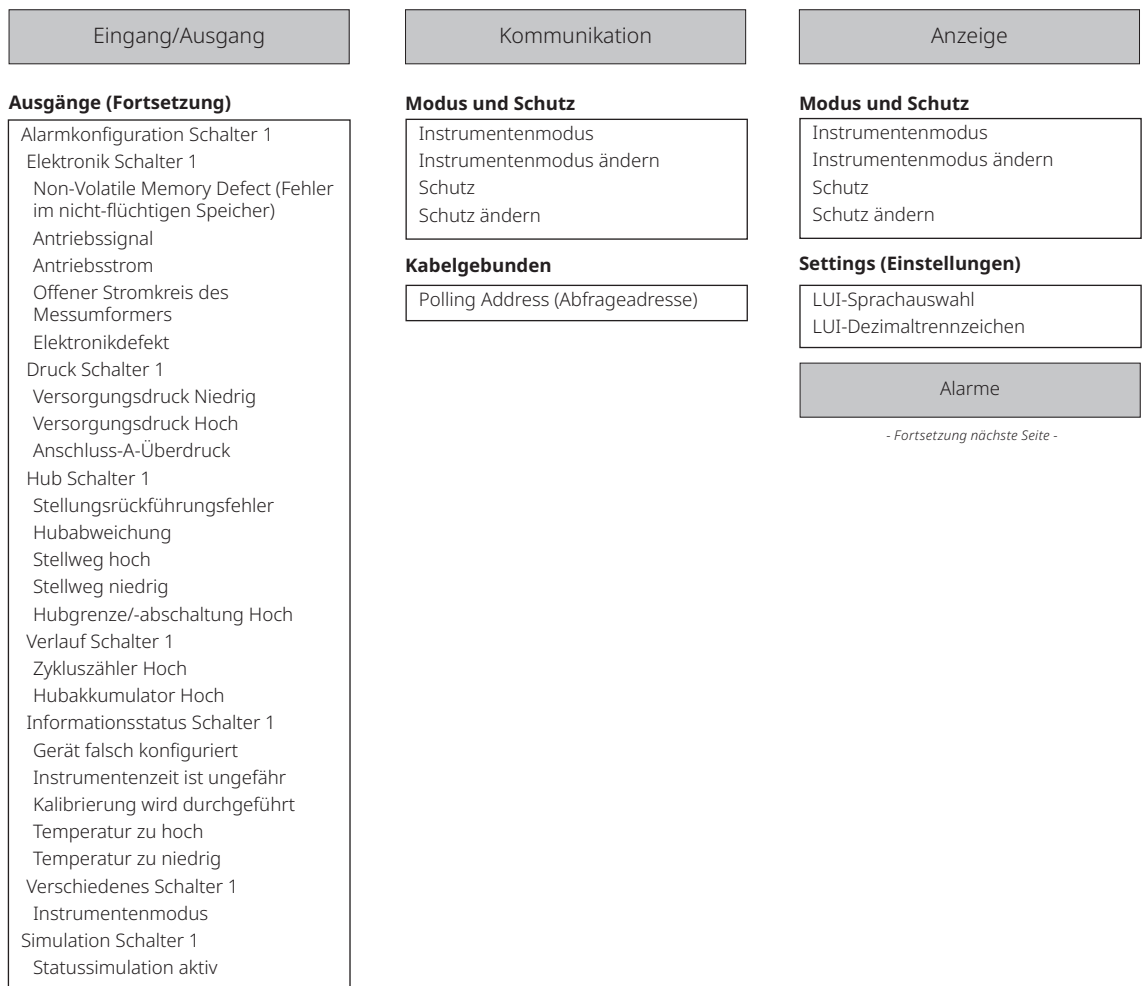 Eingang/Ausgang
Ausgänge (Fortsetzung)
Alarmkonfiguration Schalter 1
Elektronik Schalter 1
Non-Volatile Memory Defect (Fehler
im nicht-flüchtigen Speicher)
Antriebssignal
Antriebsstrom
Offener Stromkreis des
Messumformers
Elektronikdefekt
Druck Schalter 1
Versorgungsdruck Niedrig
Versorgungsdruck Hoch
Anschluss-A-Überdruck
Hub Schalter 1
Stellungsrückführungsfehler
Hubabweichung
Stellweg hoch
Stellweg niedrig
Hubgrenze/-abschaltung Hoch
Verlauf Schalter 1
Zykluszähler Hoch
Hubakkumulator Hoch
Informationsstatus Schalter 1
Gerät falsch konfiguriert
Instrumentenzeit ist ungefähr
Kalibrierung wird durchgeführt
Temperatur zu hoch
Temperatur zu niedrig
Verschiedenes Schalter 1
Instrumentenmodus
Simulation Schalter 1
Statussimulation aktiv
Kommunikation
Modus und Schutz
Instrumentenmodus
Instrumentenmodus ändern
Schutz
Schutz ändern
Kabelgebunden
Polling Address (Abfrageadresse)
Anzeige
Modus und Schutz
Instrumentenmodus
Instrumentenmodus ändern
Schutz
Schutz ändern
Settings (Einstellungen)
LUI-Sprachauswahl
LUI-Dezimaltrennzeichen
Alarme
- Fortsetzung nächste Seite -